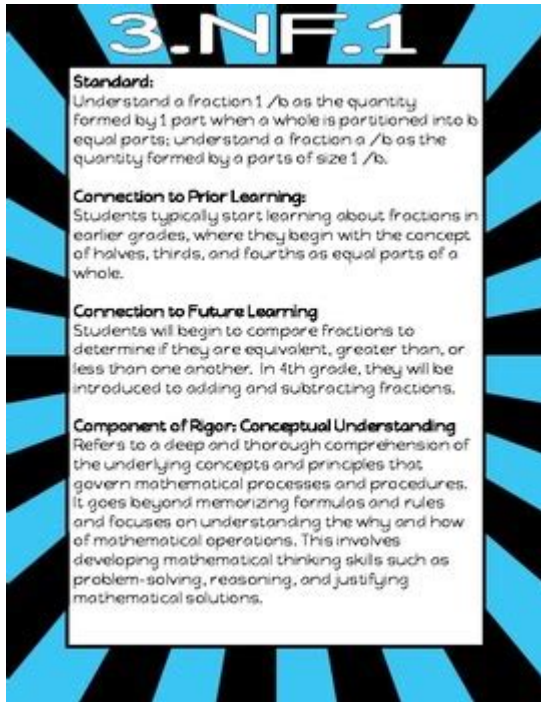 3.NF.1
Standard:
Understand a fraction 1 /b as the quantity
formed by 1 part when a whole is partitioned into b
equal parts; understand a fraction a /b as the
quantity formed by a parts of size 1 /b.
Connection to Prior Learning:
Students typically start learning about fractions in
earlier grades, where they begin with the concept
of halves, thirds, and fourths as equal parts of a
whole.
Connection to Future Learning
Students will begin to compare fractions to
determine if they are equivalent, greater than, or
less than one another. In 4th grade, they will be
introduced to adding and subtracting fractions.
Component of Rigor: Conceptual Understanding
Refers to a deep and thorough comprehension of
the underlying concepts and principles that
govern mathematical processes and procedures.
It goes beyond memorizing formulas and rules
and focuses on understanding the why and how
of mathematical operations. This involves
developing mathematical thinking skills such as
problem-solving, reasoning, and justifying
mathematical solutions.